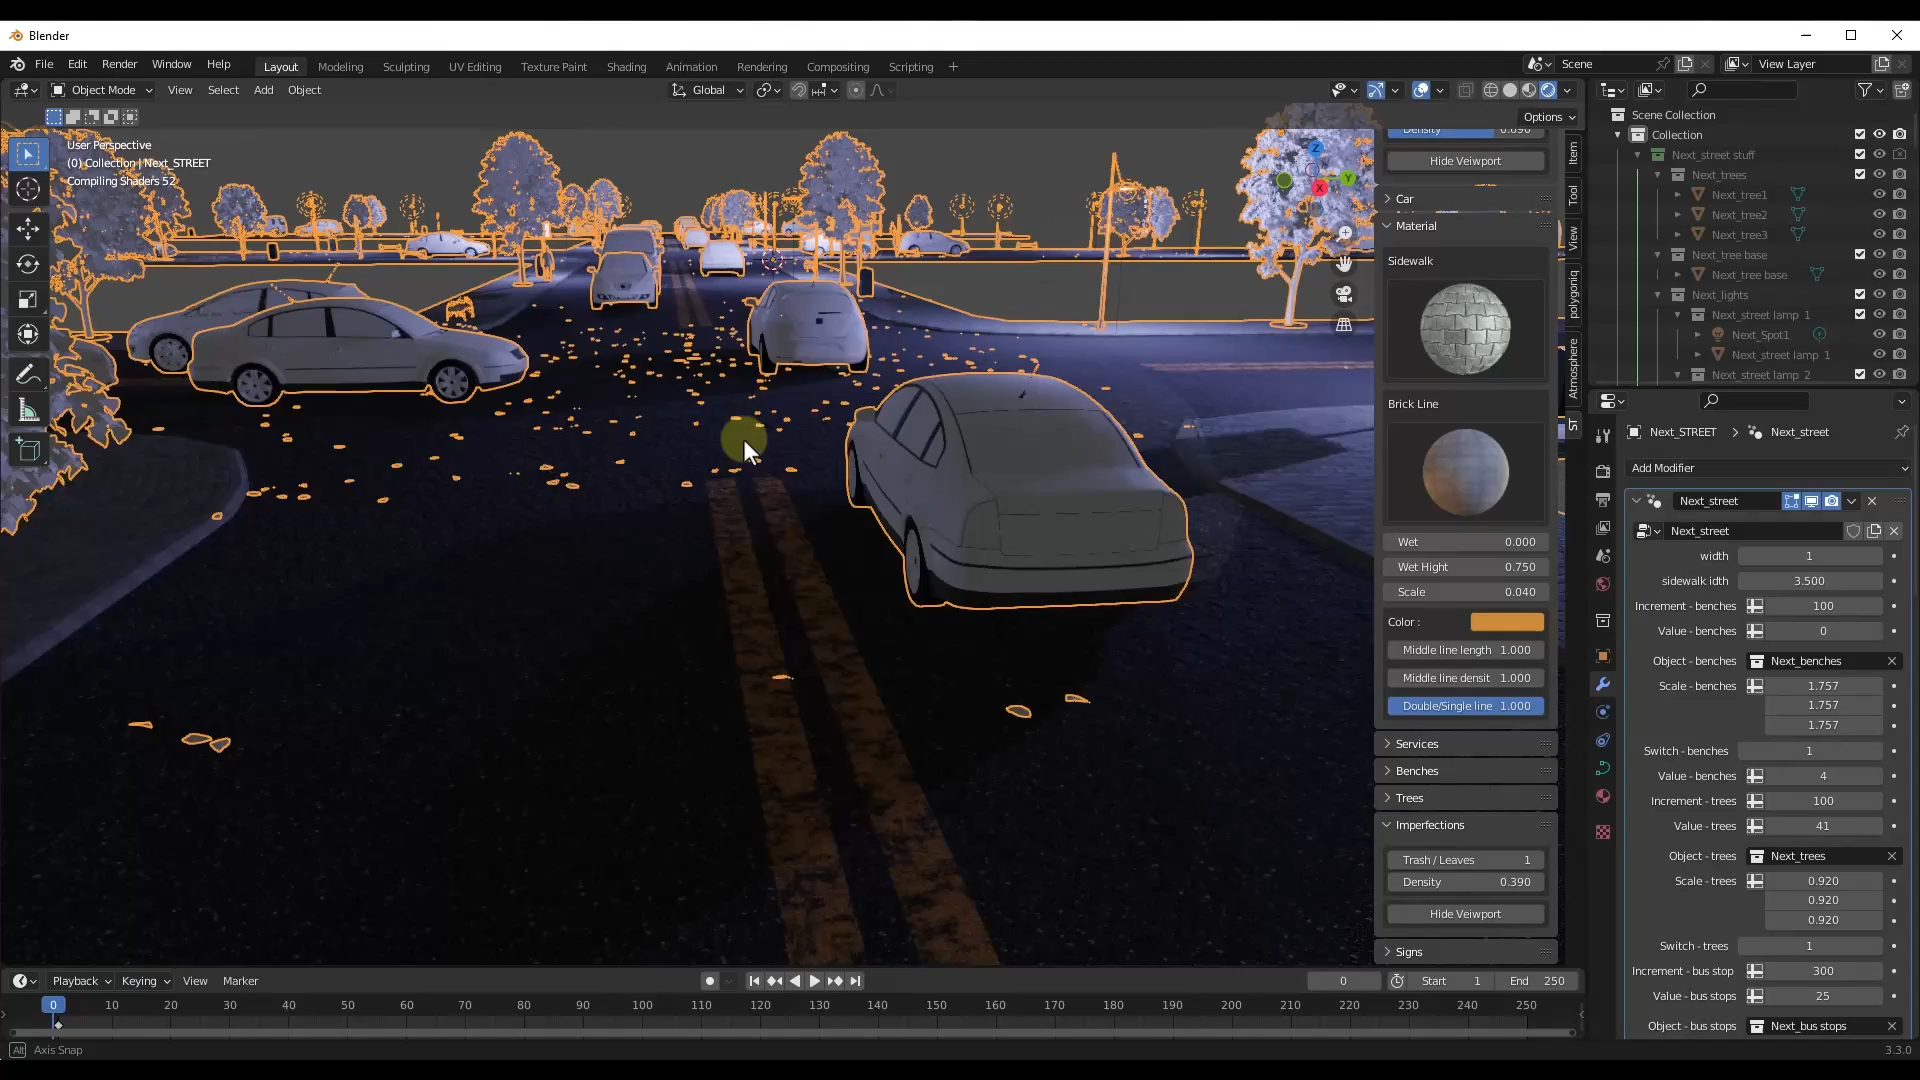 Blender
File Edit Render Window Help
Layout Modeling Sculpting UV Editing Texture Paint Shading Animation Rendering Compositing Scripting
Scene
View Layer
Object Mode View Select Add Object
Global
Options
User Perspective
(0) Collection | Next_STREET
Compiling Shaders 52
Z
Y
X
Density 0.690
Hide Veiwport
Car
Material
Sidewalk
Brick Line
Wet 0.000
Wet Hight 0.750
Scale 0.040
Color :
Middle line length 1.000
Middle line densit 1.000
Double/Single line 1.000
Services
Benches
Trees
Imperfections
Trash / Leaves 1
Density 0.390
Hide Veiwport
Signs
Item
Tool
View
polygoniq
Atmosphere
ST
Scene Collection
Collection
Next_street stuff
Next_trees
Next_tree1
Next_tree2
Next_tree3
Next_tree base
Next_tree base
Next_lights
Next_street lamp_1
Next_Spot1
Next_street lamp_1
Next_street lamp_2
Next_STREET > Next_street
Add Modifier
Next_street
Next_street
width 1
sidewalk idth 3.500
Increment - benches 100
Value - benches 0
Object - benches Next_benches
Scale - benches 1.757
1.757
1.757
Switch - benches 1
Value - benches 4
Increment - trees 100
Value - trees 41
Object - trees Next_trees
Scale - trees 0.920
0.920
0.920
Switch - trees 1
Increment - bus stop 300
Value - bus stops 25
Object - bus stops Next_bus stops
Playback Keying View Marker
0 Start 1 End 250
0 10 20 30 40 50 60 70 80 90 100 110 120 130 140 150 160 170 180 190 200 210 220 230 240 250
Alt Axis Snap
3.3.0